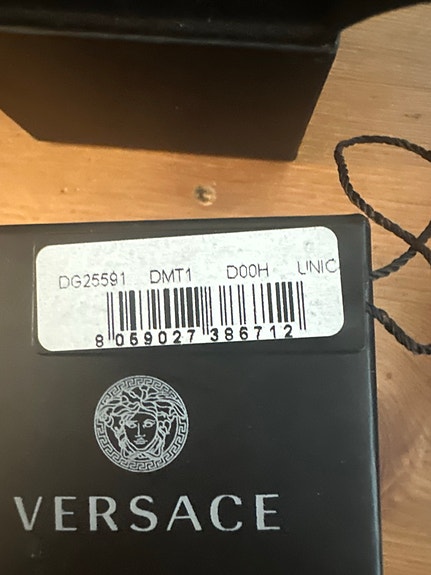 DG25591 DMT1 D00H UNIC
8 059027 386712
VERSACE